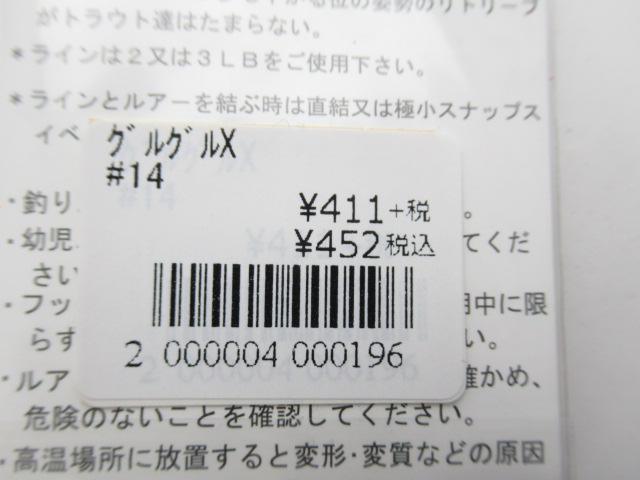 がトラウト達はたまらない。
*ラインは2又は3LBをご使用下さい。
*ラインとルアーを結ぶ時は直結又は極小スナップス
イベ
グルグルX
#14
¥411+税
¥452税込
2 000004 000196
・釣り 。
・幼児 てくだ
さい
・フッ 用中に限
らず い。
・ルア 確かめ、
危険のないことを確認してください。
・高温場所に放置すると変形・変質などの原因